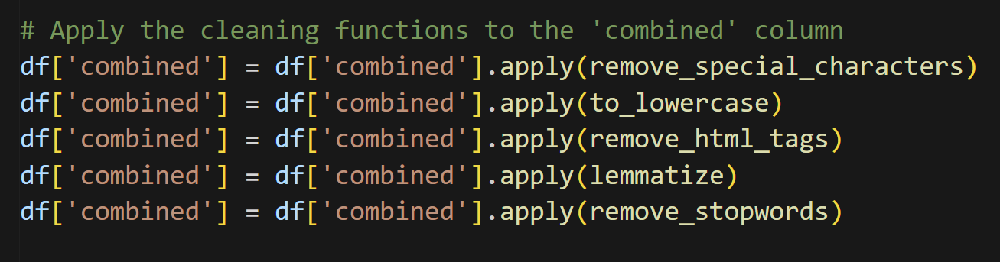 # Apply the cleaning functions to the 'combined' column
df['combined'] = df['combined'].apply(remove_special_characters)
df['combined'] = df['combined'].apply(to_lowercase)
df['combined'] = df['combined'].apply(remove_html_tags)
df['combined'] = df['combined'].apply(lemmatize)
df['combined'] = df['combined'].apply(remove_stopwords)